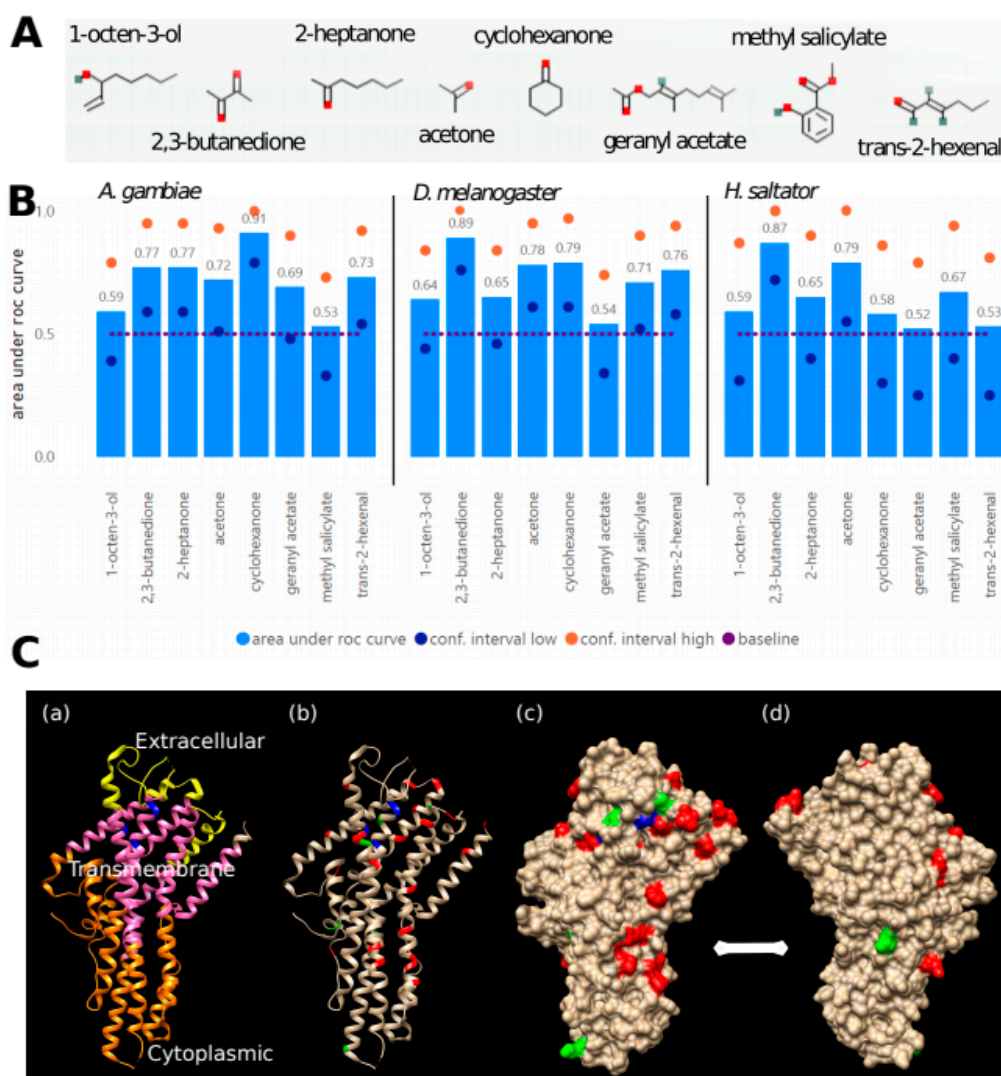 A
1-octen-3-ol
2-heptanone
cyclohexanone
methyl salicylate
2,3-butanedione
acetone
geranyl acetate
trans-2-hexenal
B
A. gambiae
D. melanogaster
H. saltator
area under roc curve
1.0
0.5
0.0
0.59
0.77
0.77
0.72
0.91
0.69
0.53
0.73
0.64
0.89
0.65
0.78
0.79
0.54
0.71
0.76
0.59
0.87
0.65
0.79
0.58
0.52
0.67
0.53
1-octen-3-ol
2,3-butanedione
2-heptanone
acetone
cyclohexanone
geranyl acetate
methyl salicylate
trans-2-hexenal
1-octen-3-ol
2,3-butanedione
2-heptanone
acetone
cyclohexanone
geranyl acetate
methyl salicylate
trans-2-hexenal
1-octen-3-ol
2,3-butanedione
2-heptanone
acetone
cyclohexanone
geranyl acetate
methyl salicylate
trans-2-hexenal
area under roc curve
conf. interval low
conf. interval high
baseline
C
(a)
(b)
(c)
(d)
Extracellular
Transmembrane
Cytoplasmic